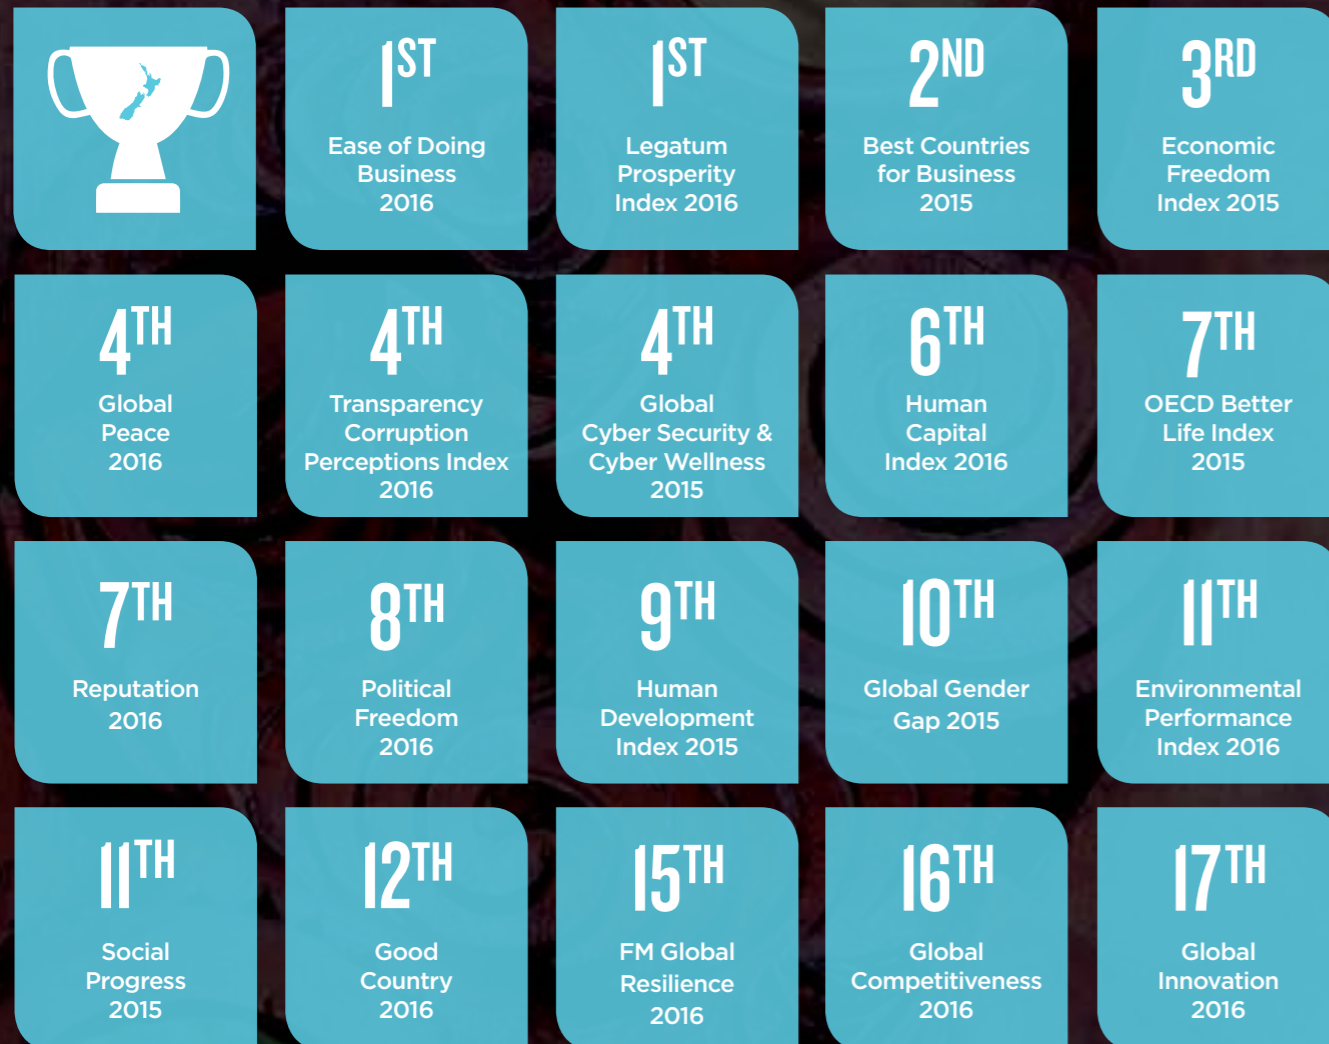 1ST
Ease of Doing
Business
2016
1ST
Legatum
Prosperity
Index 2016
2ND
Best Countries
for Business
2015
3RD
Economic
Freedom
Index 2015
4TH
Global
Peace
2016
4TH
Transparency
Corruption
Perceptions Index
2016
4TH
Global
Cyber Security &
Cyber Wellness
2015
6TH
Human
Capital
Index 2016
7TH
OECD Better
Life Index
2015
7TH
Reputation
2016
8TH
Political
Freedom
2016
9TH
Human
Development
Index 2015
10TH
Global Gender
Gap 2015
11TH
Environmental
Performance
Index 2016
11TH
Social
Progress
2015
12TH
Good
Country
2016
15TH
FM Global
Resilience
2016
16TH
Global
Competitiveness
2016
17TH
Global
Innovation
2016